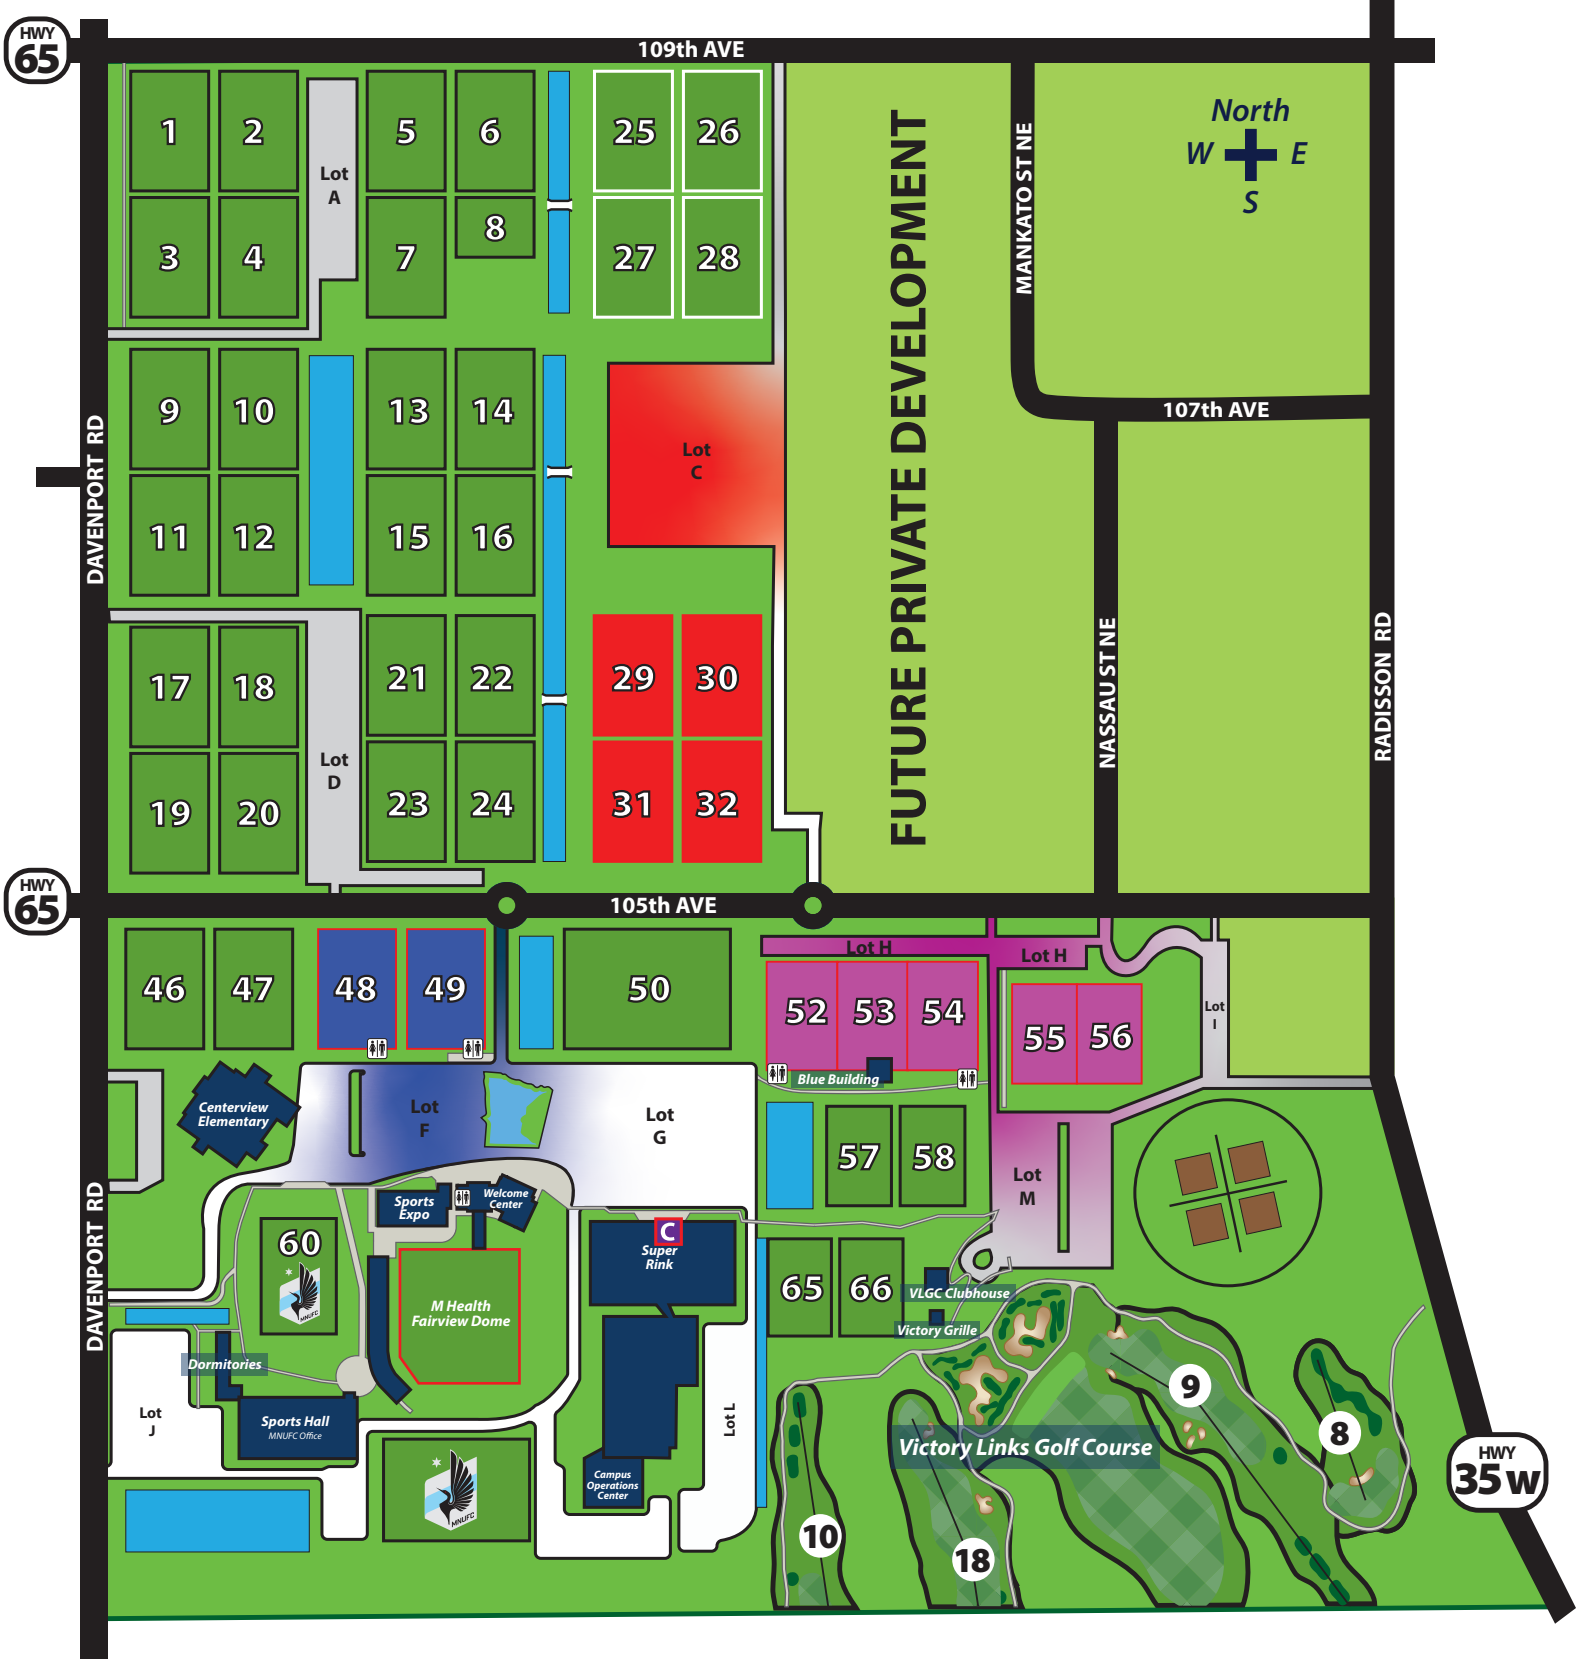 HWY
65
109th AVE
1
2
Lot
A
5
6
25
26
3
4
7
8
27
28
North
W
E
S
MANKATO ST NE
FUTURE PRIVATE DEVELOPMENT
107th AVE
9
10
13
14
Lot
C
11
12
15
16
DAVENPORT RD
17
18
21
22
29
30
Lot
D
19
20
23
24
31
32
NASSAU ST NE
RADISSON RD
HWY
65
105th AVE
46
47
48
49
50
Lot H
Lot H
52
53
54
55
56
Lot
I
Blue Building
Centerview
Elementary
Lot
F
Lot
G
57
58
Lot
M
DAVENPORT RD
Sports
Expo
Welcome
Center
60
MNUFC
C
Super
Rink
M Health
Fairview Dome
65
66
VLGC Clubhouse
Victory Grille
Dormitories
Lot
J
Sports Hall
MNUFC Office
Lot L
Campus
Operations
Center
MNUFC
Victory Links Golf Course
9
8
10
18
HWY
35W